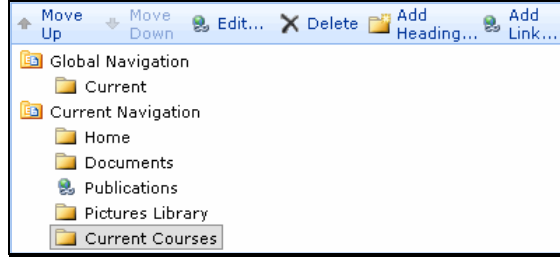 Move Up Move Down Edit... Delete Add Heading... Add Link...
Global Navigation
Current
Current Navigation
Home
Documents
Publications
Pictures Library
Current Courses